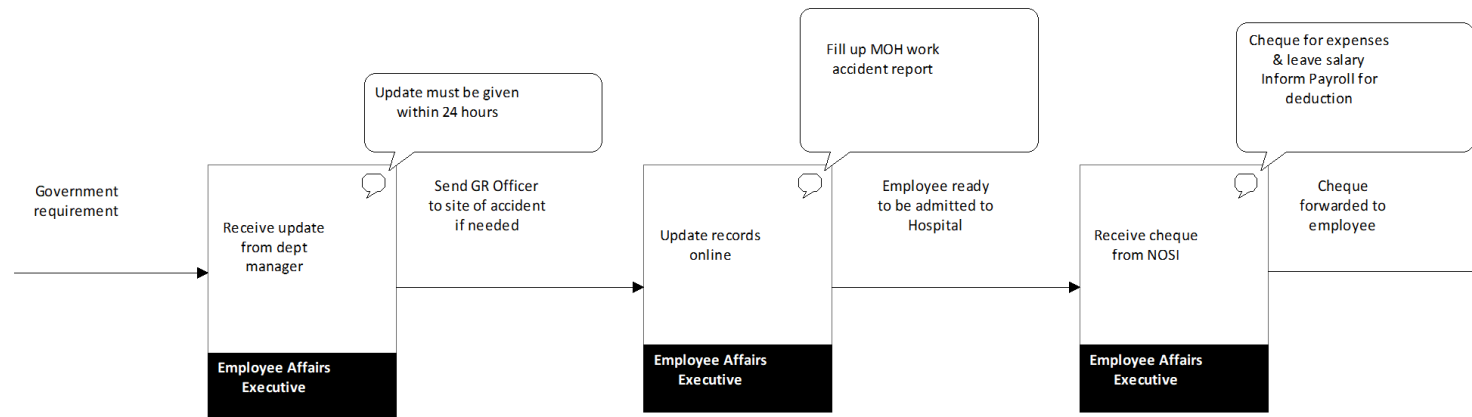 Government
requirement
Update must be given
within 24 hours
Receive update
from dept
manager
Employee Affairs
Executive
Send GR Officer
to site of accident
if needed
Fill up MOH work
accident report
Update records
online
Employee Affairs
Executive
Employee ready
to be admitted to
Hospital
Cheque for expenses
& leave salary
Inform Payroll for
deduction
Receive cheque
from NOSI
Employee Affairs
Executive
Cheque
forwarded to
employee